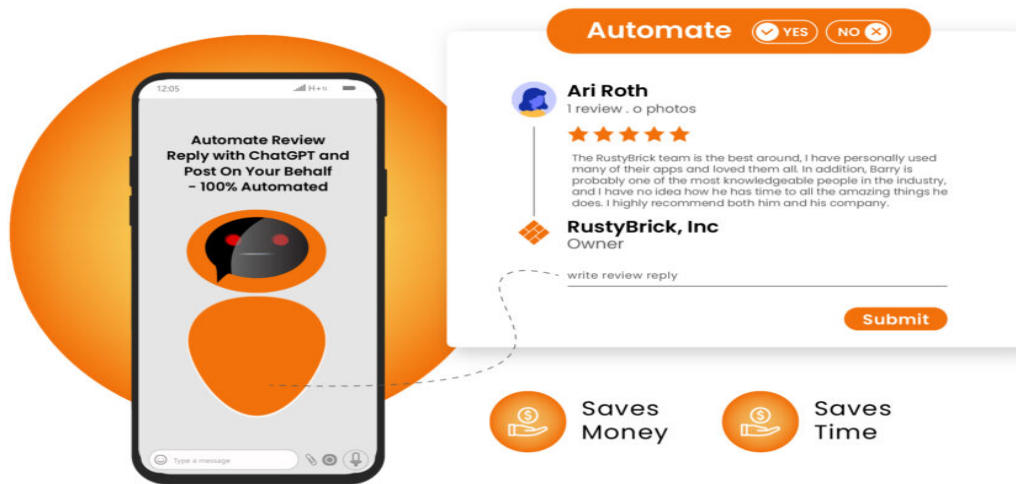 12:05
H+
Automate Review
Reply with ChatGPT and
Post On Your Behalf
- 100% Automated
Type a message
Automate
YES
NO
Ari Roth
1 review . o photos
The RustyBrick team is the best around, I have personally used
many of their apps and loved them all. In addition, Barry is
probably one of the most knowledgeable people in the industry,
and I have no idea how he has time to all the amazing things he
does. I highly recommend both him and his company.
RustyBrick, Inc
Owner
write review reply
Submit
Saves
Money
Saves
Time